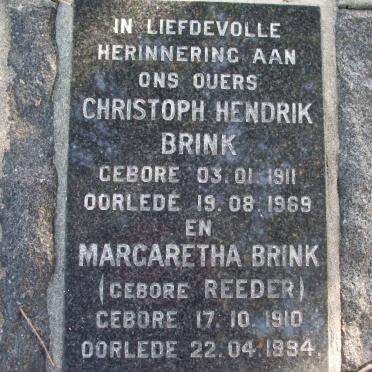 IN LIEFDEVOLLE
HERINNERING AAN
ONS OUERS
CHRISTOPH HENDRIK
BRINK
GEBORE 03.01.1911
OORLEDE 19.08.1969
EN
MARGARETHA BRINK
(GEBORE REEDER)
GEBORE 17.10.1910
OORLEDE 22.04.1994.